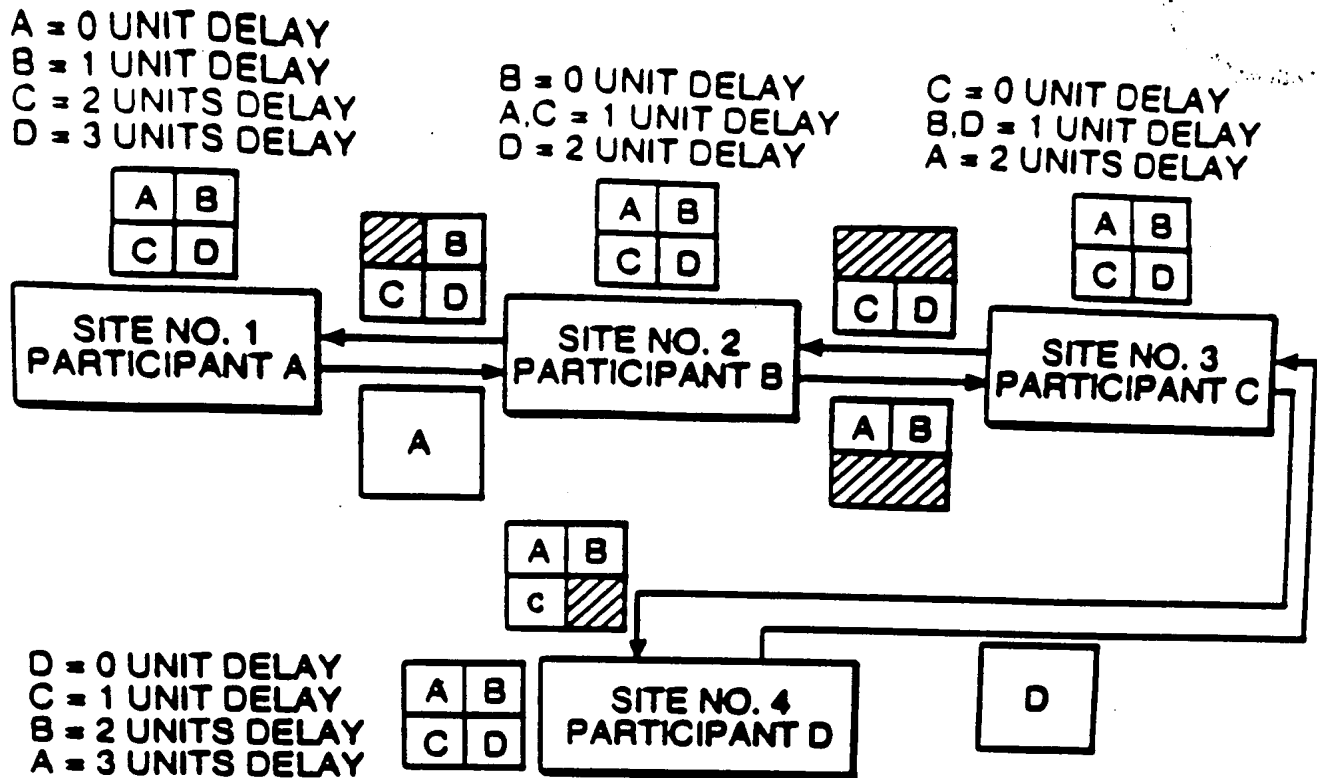 A = 0 UNIT DELAY
B = 1 UNIT DELAY
C = 2 UNITS DELAY
D = 3 UNITS DELAY
B = 0 UNIT DELAY
A,C = 1 UNIT DELAY
D = 2 UNIT DELAY
C = 0 UNIT DELAY
B,D = 1 UNIT DELAY
A = 2 UNITS DELAY
A B
C D
B
C D
A B
C D
C D
A B
C D
SITE NO. 1
PARTICIPANT A
SITE NO. 2
PARTICIPANT B
SITE NO. 3
PARTICIPANT C
A
A B
A B
C
D = 0 UNIT DELAY
C = 1 UNIT DELAY
B = 2 UNITS DELAY
A = 3 UNITS DELAY
A B
C D
SITE NO. 4
PARTICIPANT D
D